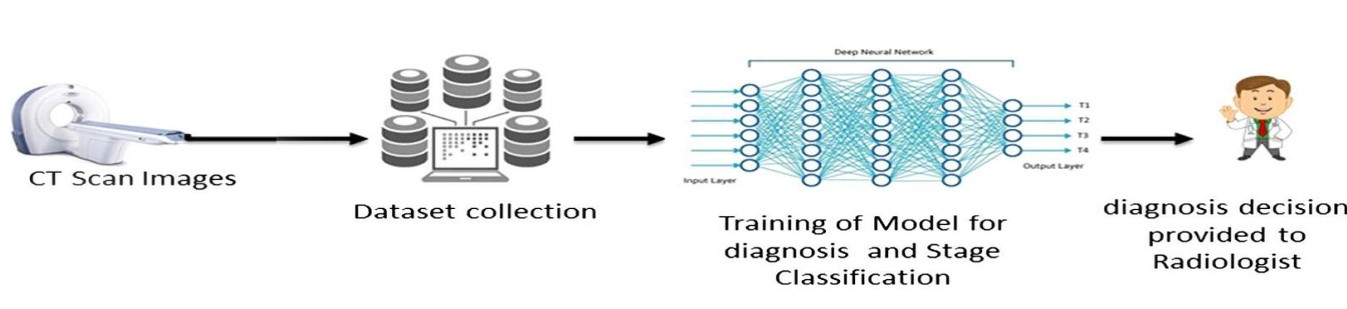 CT Scan Images
Dataset collection
Deep Neural Network
Input Layer
T1
T2
T3
T4
Output Layer
Training of Model for
diagnosis and Stage
Classification
diagnosis decision
provided to
Radiologist